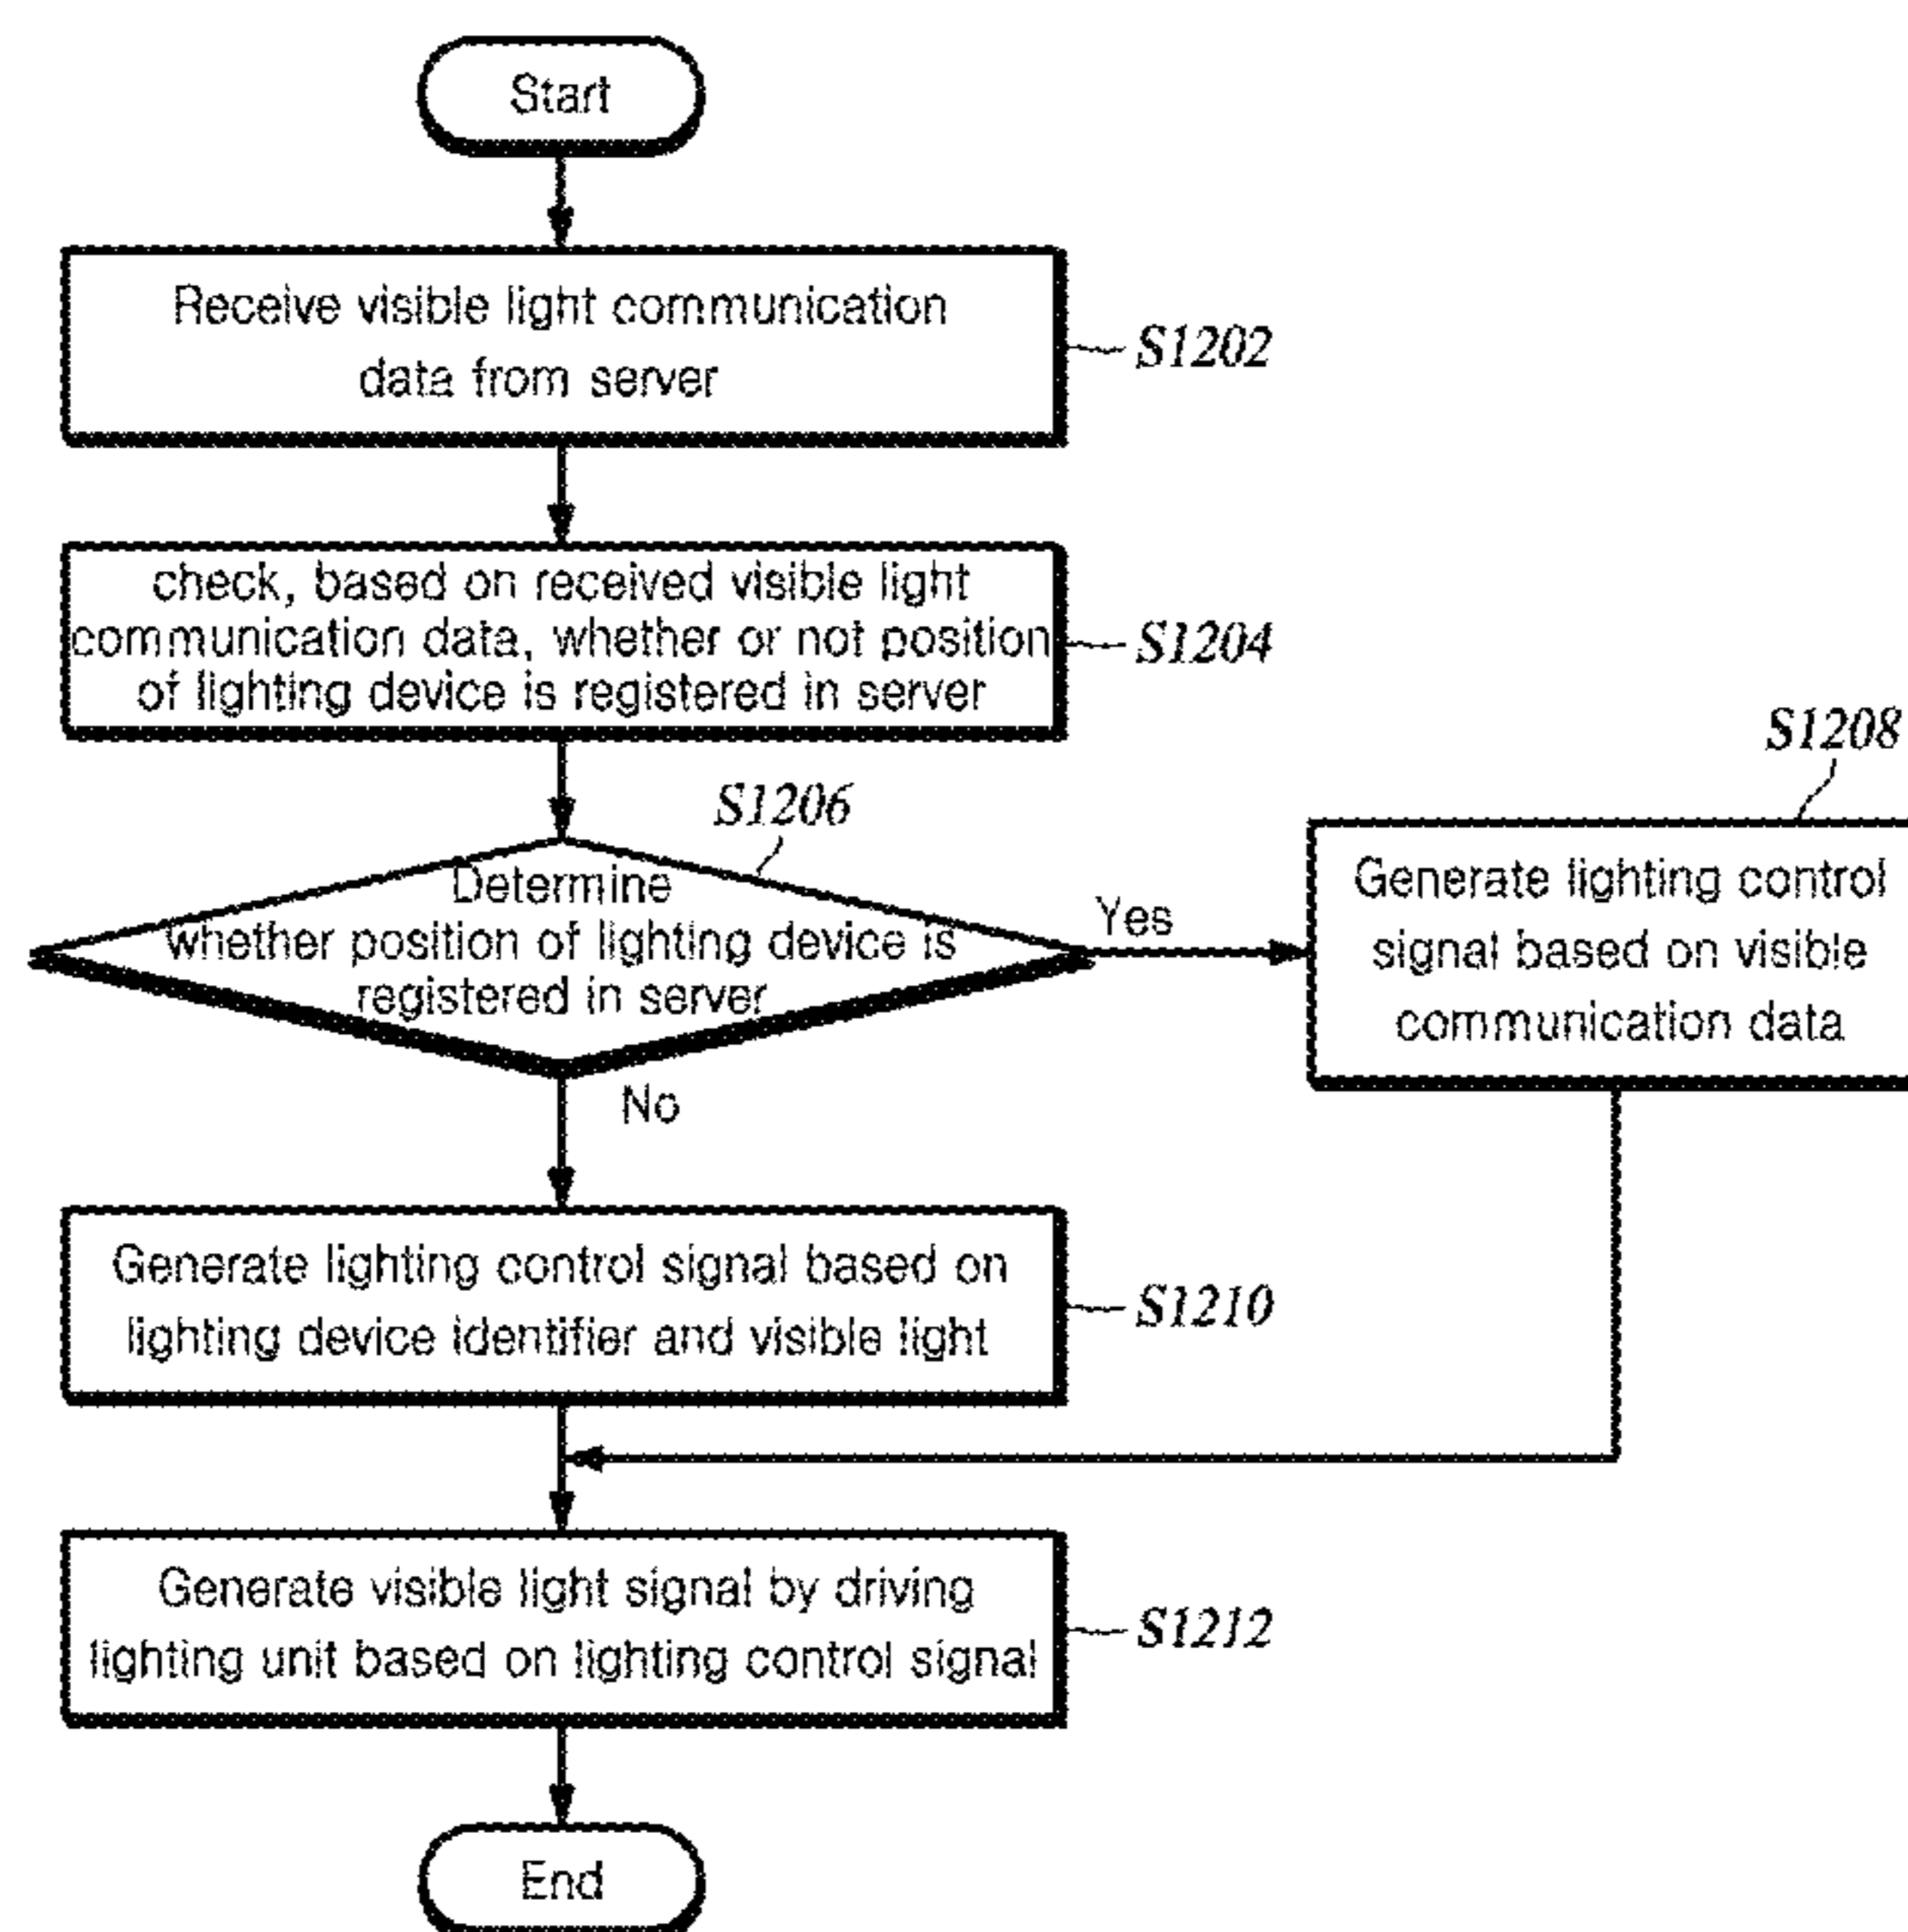 Start
Receive visible light communication
data from server
S1202
check, based on received visible light
communication data, whether or not position
of lighting device is registered in server
S1204
S1206
Determine
whether position of lighting device is
registered in server
Yes
S1208
Generate lighting control
signal based on visible
communication data
No
Generate lighting control signal based on
lighting device identifier and visible light
S1210
Generate visible light signal by driving
lighting unit based on lighting control signal
S1212
End